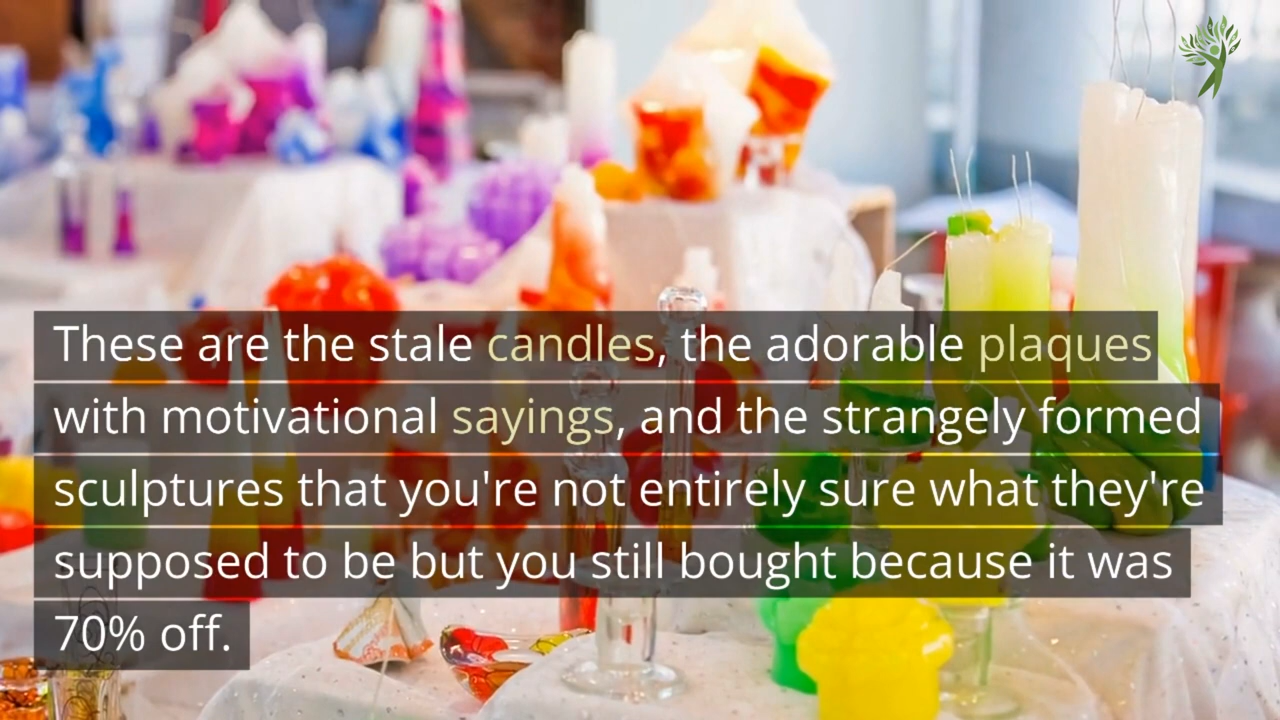 These are the stale candles, the adorable plaques
with motivational sayings, and the strangely formed
sculptures that you're not entirely sure what they're
supposed to be but you still bought because it was
70% off.